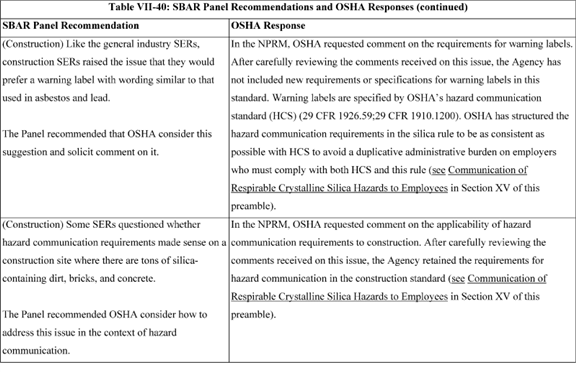 Table VII-40: SBAR Panel Recommendations and OSHA Responses (continued)
SBAR Panel Recommendation
OSHA Response
(Construction) Like the general industry SERs,
construction SERs raised the issue that they would
prefer a warning label with wording similar to that
used in asbestos and lead.
The Panel recommended that OSHA consider this
suggestion and solicit comment on it.
In the NPRM, OSHA requested comment on the requirements for warning labels.
After carefully reviewing the comments received on this issue, the Agency has
not included new requirements or specifications for warning labels in this
standard. Warning labels are specified by OSHA's hazard communication
standard (HCS) (29 CFR 1926.59;29 CFR 1910.1200). OSHA has structured the
hazard communication requirements in the silica rule to be as consistent as
possible with HCS to avoid a duplicative administrative burden on employers
who must comply with both HCS and this rule (see Communication of
Respirable Crystalline Silica Hazards to Employees in Section XV of this
preamble).
(Construction) Some SERs questioned whether
hazard communication requirements made sense on a
construction site where there are tons of silica-
containing dirt, bricks, and concrete.
The Panel recommended OSHA consider how to
address this issue in the context of hazard
communication.
In the NPRM, OSHA requested comment on the applicability of hazard
communication requirements to construction. After carefully reviewing the
comments received on this issue, the Agency retained the requirements for
hazard communication in the construction standard (see Communication of
Respirable Crystalline Silica Hazards to Employees in Section XV of this
preamble).